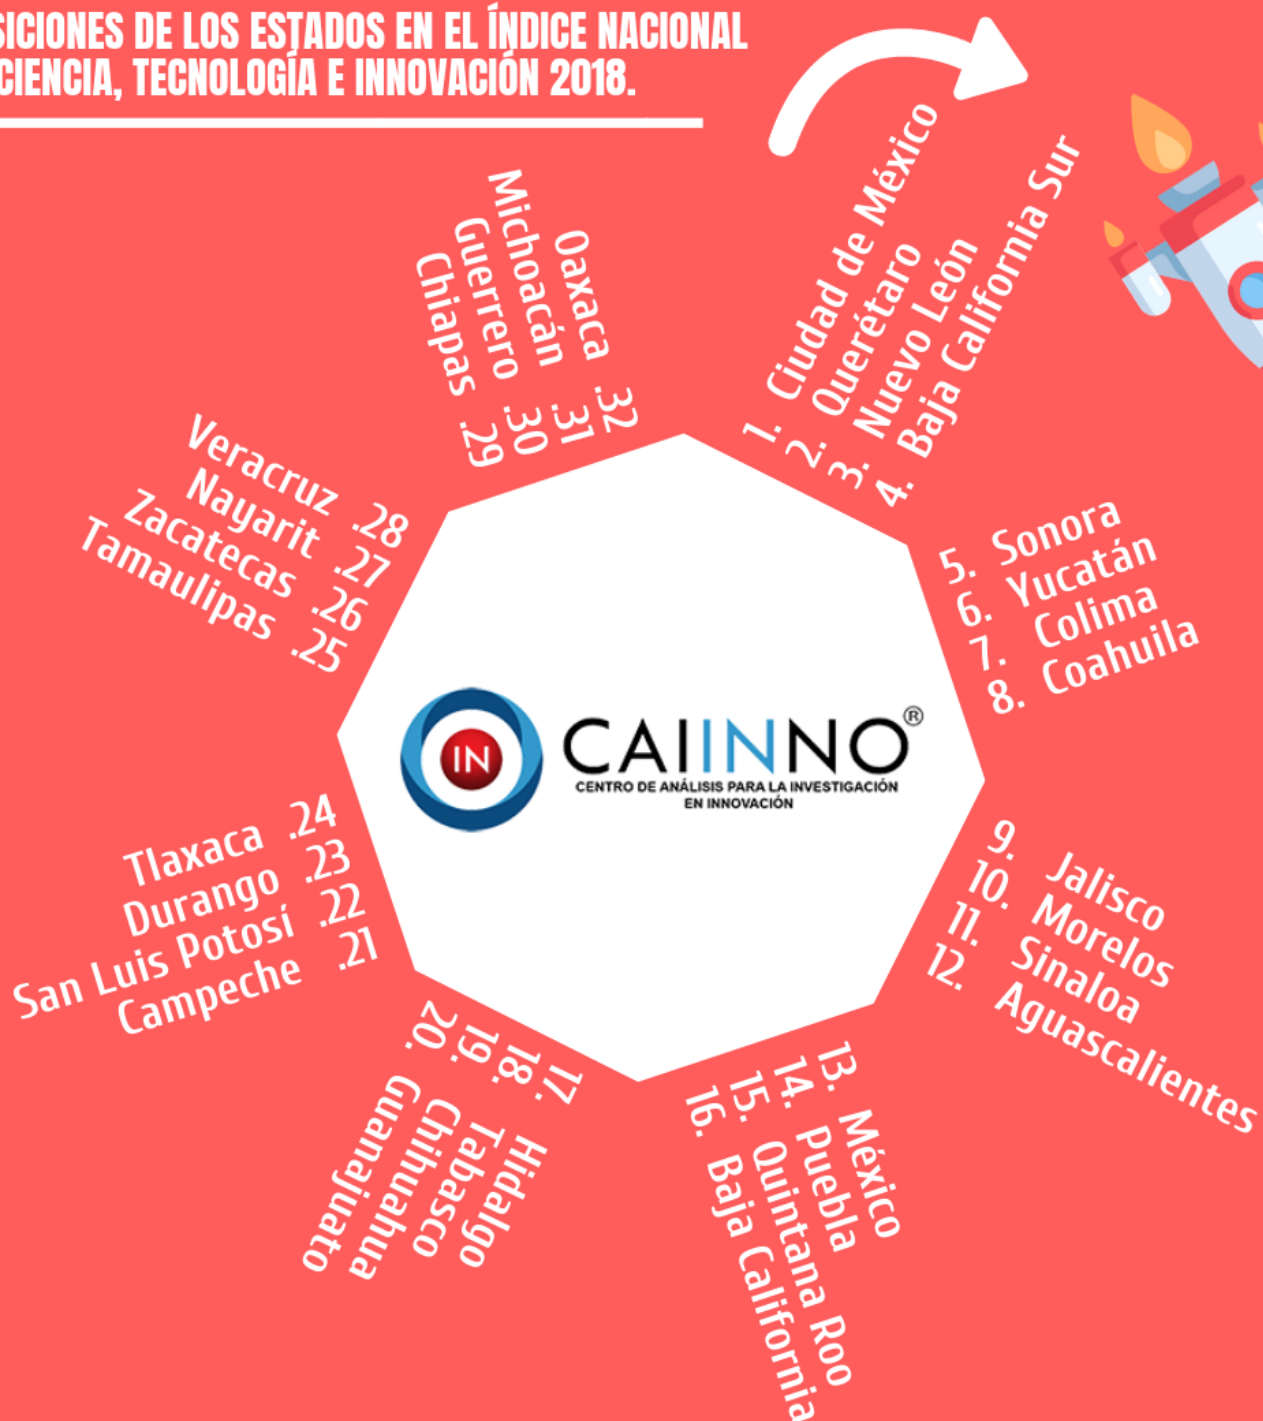 SICIONES DE LOS ESTADOS EN EL ÍNDICE NACIONAL
CIENCIA, TECNOLOGÍA E INNOVACIÓN 2018.
1. Ciudad de México
2. Querétaro
3. Nuevo León
4. Baja California Sur
5. Sonora
6. Yucatán
7. Colima
8. Coahuila
9. Jalisco
10. Morelos
11. Sinaloa
12. Aguascalientes
13. México
14. Puebla
15. Quintana Roo
16. Baja California
17. Hidalgo
18. Tabasco
19. Chihuahua
20. Guanajuato
Campeche .21
San Luis Potosí .22
Durango .23
Tlaxaca .24
Tamaulipas .25
Zacatecas .26
Nayarit .27
Veracruz .28
Chiapas .29
Guerrero .30
Michoacán .31
Oaxaca .32
IN
CAIINNO®
CENTRO DE ANÁLISIS PARA LA INVESTIGACIÓN
EN INNOVACIÓN